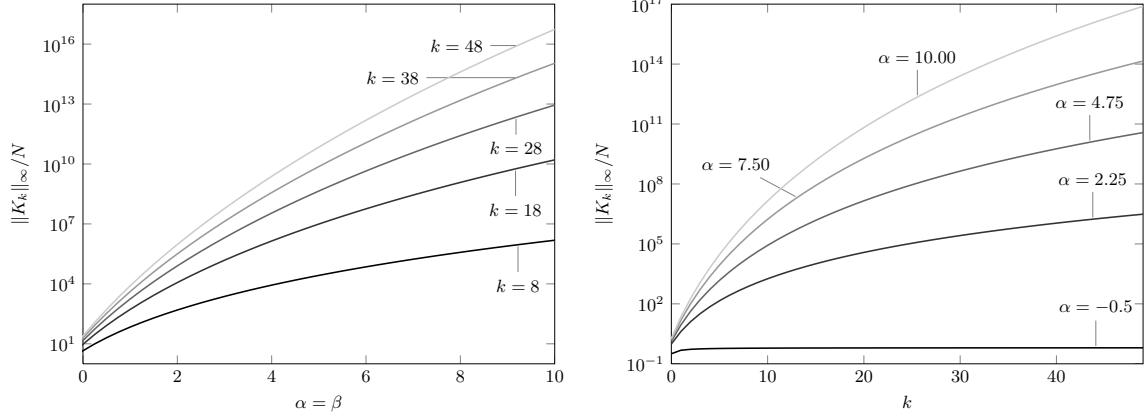 10^16
10^13
10^10
10^7
10^4
10^1
‖K_k‖_∞/N
k = 48
k = 38
k = 28
k = 18
k = 8
0 2 4 6 8 10
α = β
10^17
10^14
10^11
10^8
10^5
10^2
10^−1
‖K_k‖_∞/N
α = 10.00
α = 4.75
α = 7.50
α = 2.25
α = −0.5
0 10 20 30 40
k